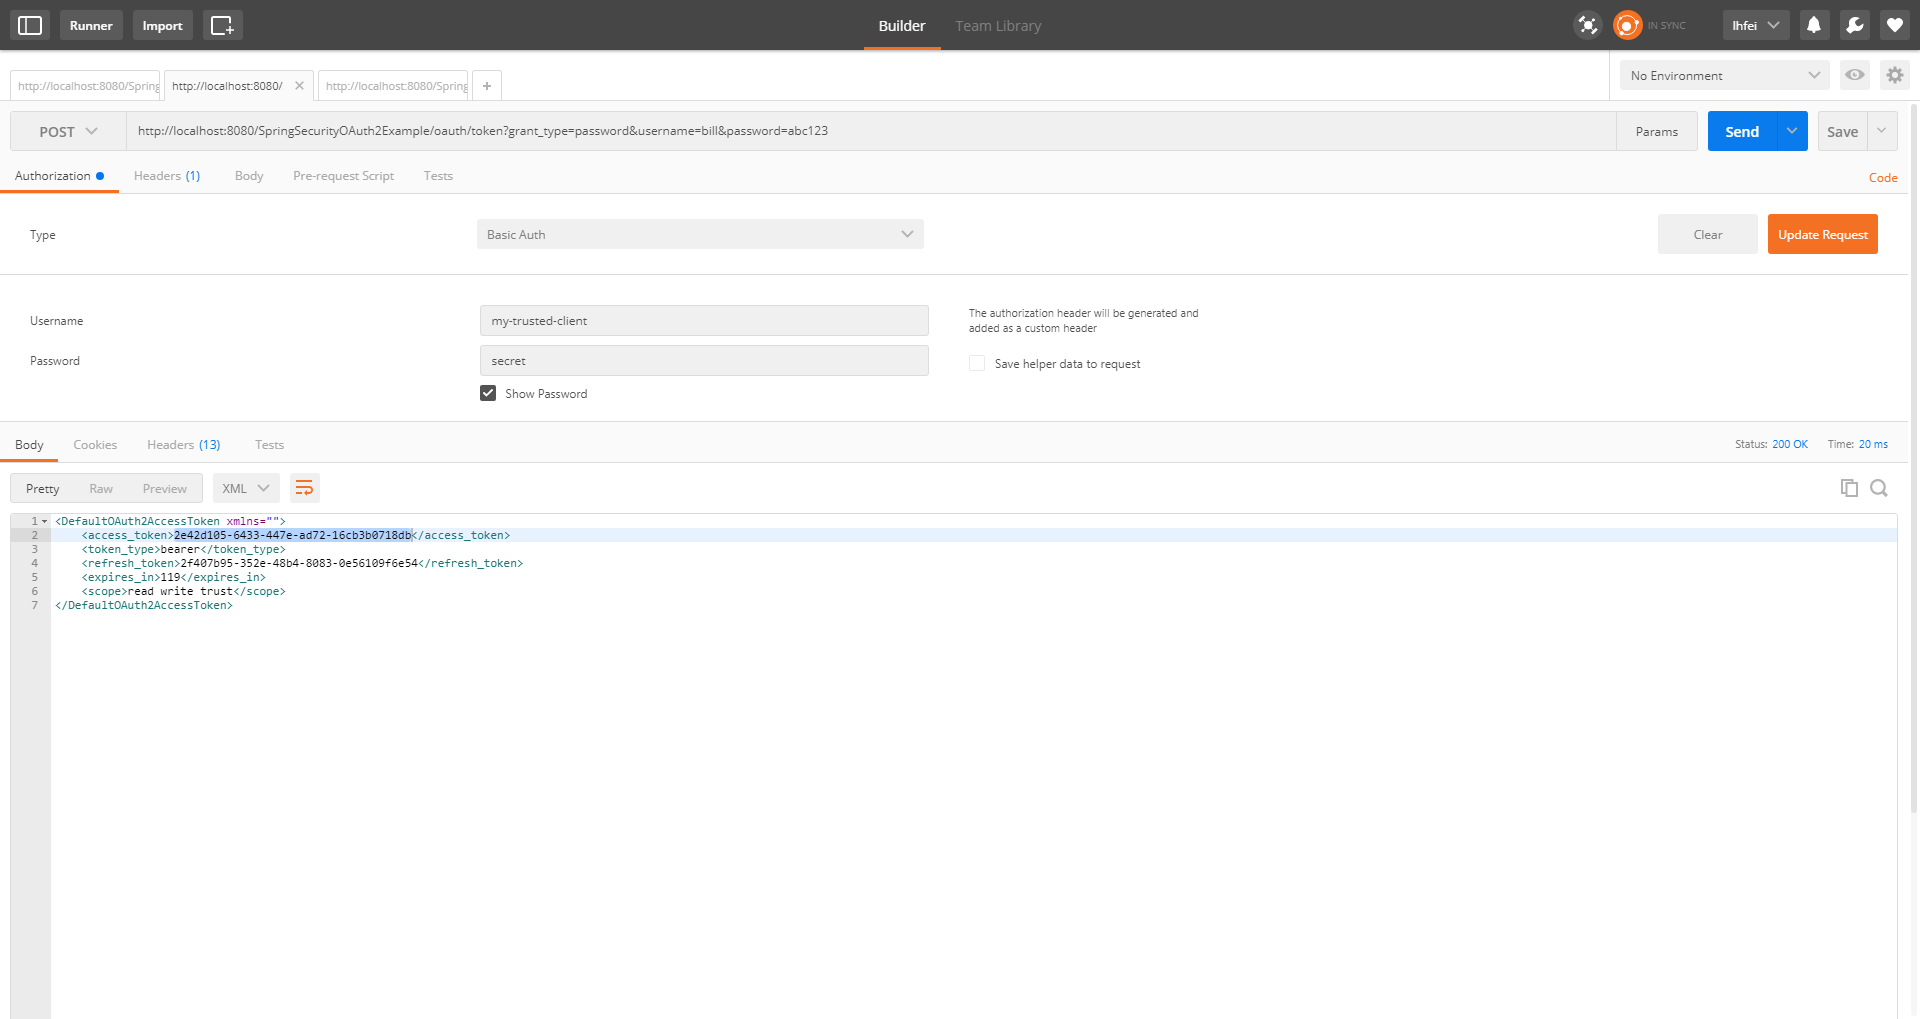 Runner
Import
Builder
Team Library
IN SYNC
lhfei
http://localhost:8080/Spring
http://localhost:8080/
http://localhost:8080/Spring
No Environment
POST
http://localhost:8080/SpringSecurityOAuth2Example/oauth/token?grant_type=password&username=bill&password=abc123
Params
Send
Save
Authorization
Headers (1)
Body
Pre-request Script
Tests
Code
Type
Basic Auth
Clear
Update Request
Username
my-trusted-client
The authorization header will be generated and
added as a custom header
Password
secret
Save helper data to request
Show Password
Body
Cookies
Headers (13)
Tests
Status: 200 OK
Time: 20 ms
Pretty
Raw
Preview
XML
1 <DefaultOAuth2AccessToken xmlns="">
2 <access_token>2e42d105-6433-447e-ad72-16cb3b0718db</access_token>
3 <token_type>bearer</token_type>
4 <refresh_token>2f407b95-352e-48b4-8083-0e56109f6e54</refresh_token>
5 <expires_in>119</expires_in>
6 <scope>read write trust</scope>
7 </DefaultOAuth2AccessToken>